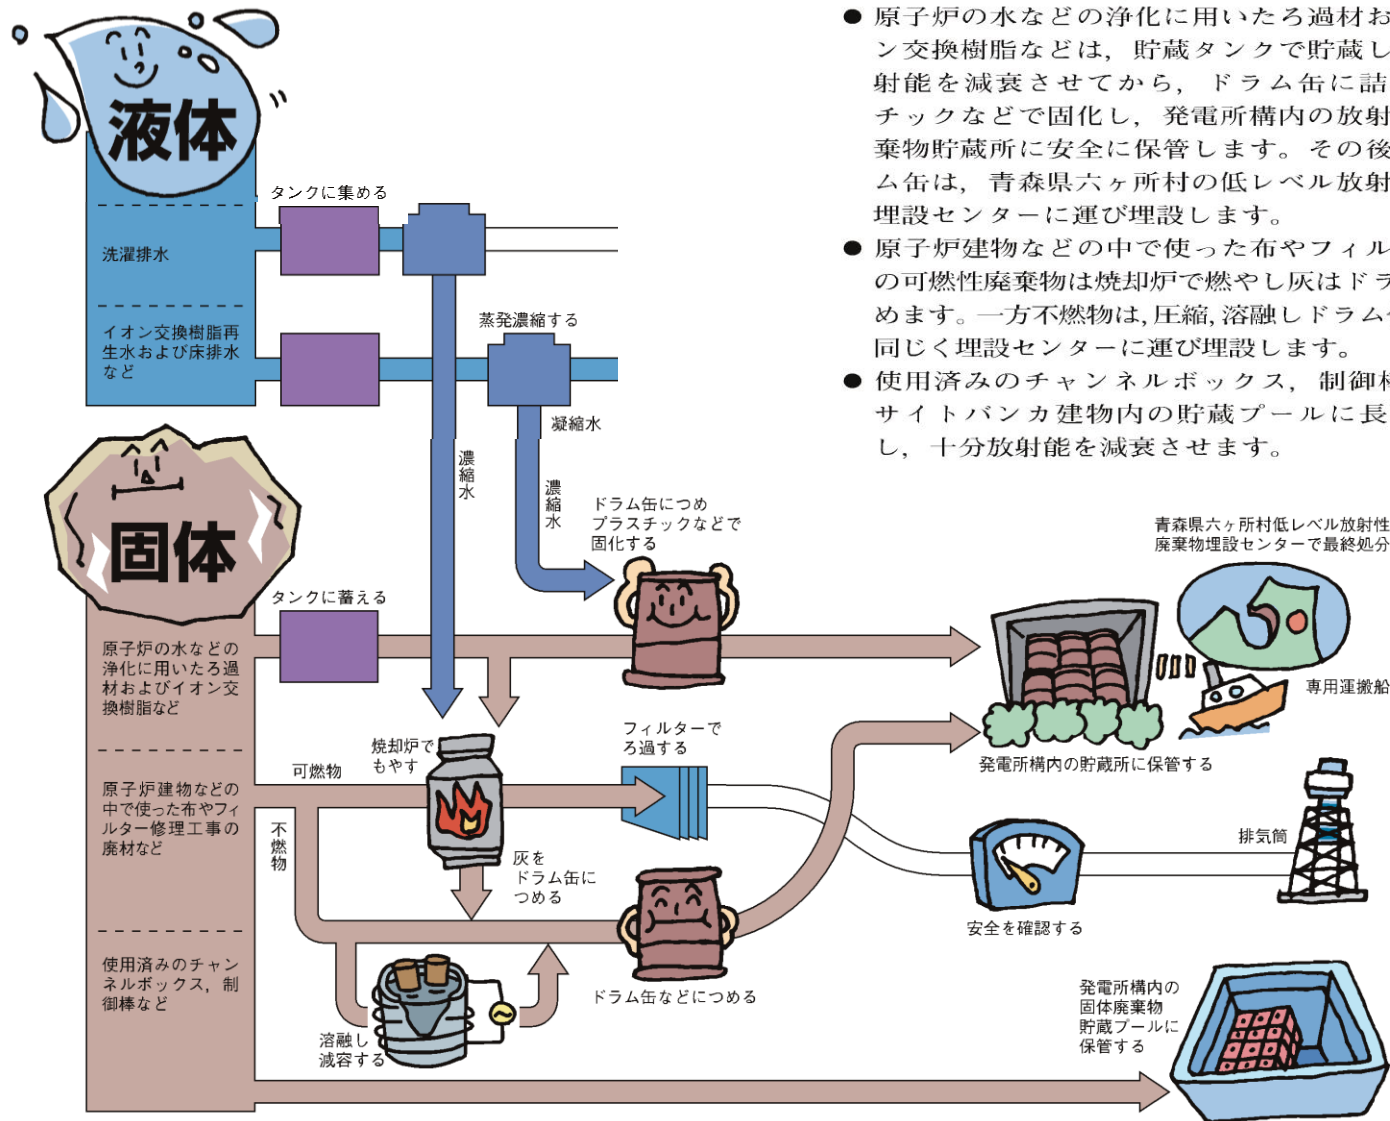 ● 原子炉の水などの浄化に用いたろ過材お
ン交換樹脂などは，貯蔵タンクで貯蔵し
射能を減衰させてから，ドラム缶に詰
チックなどで固化し，発電所構内の放射
棄物貯蔵所に安全に保管します。その後
ム缶は，青森県六ヶ所村の低レベル放射
埋設センターに運び埋設します。
● 原子炉建物などの中で使った布やフィル
の可燃性廃棄物は焼却炉で燃やし灰はドラ
めます。一方不燃物は,圧縮,溶融しドラム
同じく埋設センターに運び埋設します。
● 使用済みのチャンネルボックス，制御棒
サイトバンカ建物内の貯蔵プールに長
し，十分放射能を減衰させます。
液体
タンクに集める
洗濯排水
蒸発濃縮する
イオン交換樹脂再
生水および床排水
など
凝縮水
濃縮水
濃縮水
ドラム缶につめ
プラスチックなどで
固化する
青森県六ヶ所村低レベル放射性
廃棄物埋設センターで最終処分
固体
タンクに蓄える
原子炉の水などの
浄化に用いたろ過
材およびイオン交
換樹脂など
専用運搬船
焼却炉で
もやす
フィルターで
ろ過する
発電所構内の貯蔵所に保管する
可燃物
原子炉建物などの
中で使った布やフィ
ルター修理工事の
廃材など
不燃物
排気筒
灰を
ドラム缶に
つめる
安全を確認する
使用済みのチャン
ネルボックス，制
御棒など
ドラム缶などにつめる
溶融し
減容する
発電所構内の
固体廃棄物
貯蔵プールに
保管する